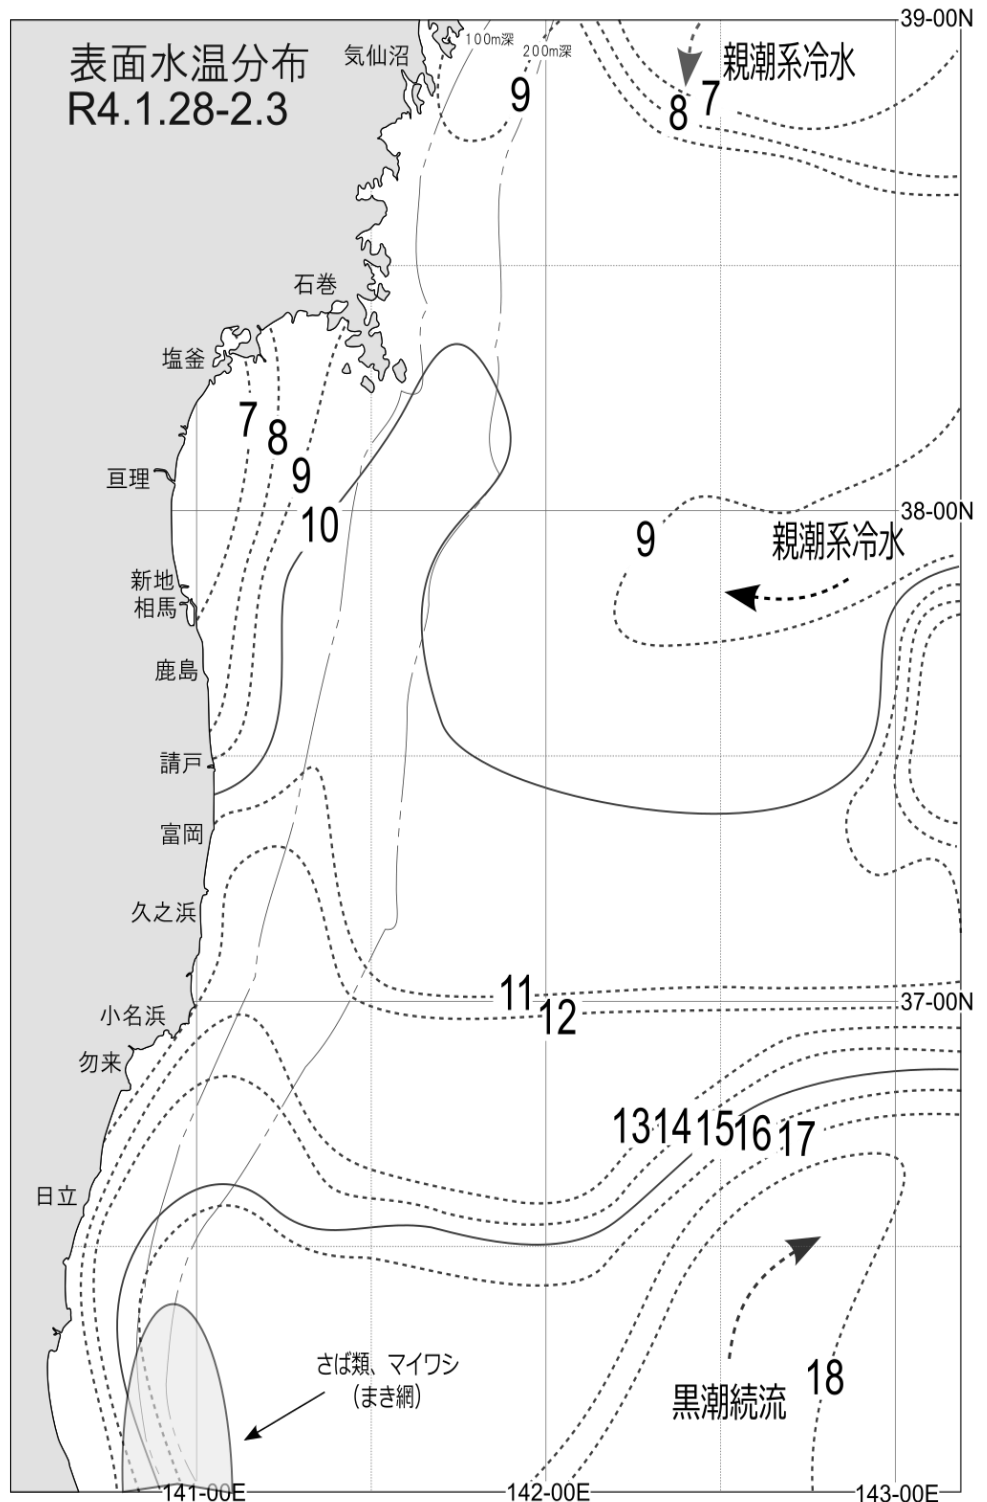 表面水温分布
R4.1.28-2.3
気仙沼
100m深
200m深
39-00N
親潮系冷水
9
8
7
石巻
塩釜
7
8
9
10
亘理
38-00N
9
親潮系冷水
新地
相馬
鹿島
請戸
富岡
久之浜
11
12
37-00N
小名浜
勿来
13
14
15
16
17
日立
さば類、マイワシ
(まき網)
18
黒潮続流
141-00E
142-00E
143-00E